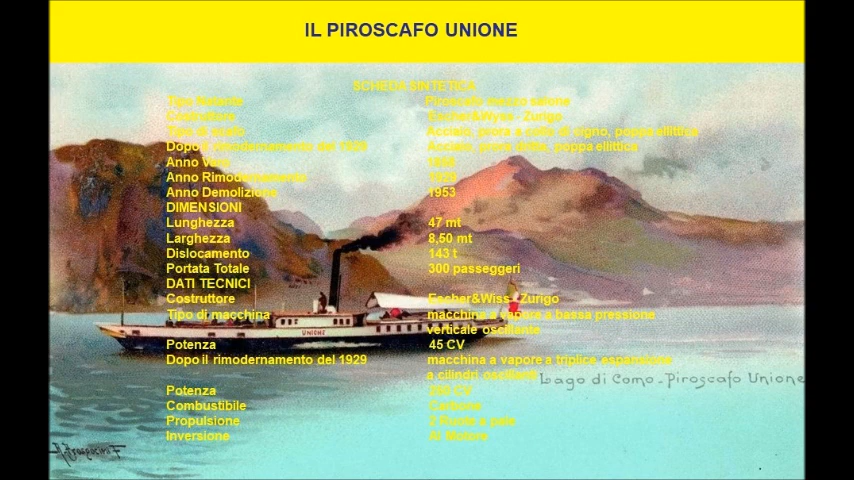 IL PIROSCAFO UNIONE
SCHEDA SINTETICA
Tipo Natante Piroscafo mezzo salone
Costruttore Escher&Wyss - Zurigo
Tipo di scafo Acciaio, prora a collo di cigno, poppa ellittica
Dopo il rimodernamento del 1929 Acciaio, prora dritta, poppa ellittica
Anno Varo
Anno Rimodernamento 1929
Anno Demolizione 1953
DIMENSIONI
Lunghezza 47 mt
Larghezza 8,50 mt
Dislocamento 143 t
Portata Totale 300 passeggeri
DATI TECNICI
Costruttore Escher&Wiss - Zurigo
Tipo di macchina macchina a vapore a bassa pressione
verticale oscillante
UNIONE
Potenza 45 CV
Dopo il rimodernamento del 1929 macchina a vapore a triplice espansione
a cilindri oscillanti
Lago di Como - Piroscafo Unione
Potenza CV
Combustibile Carbone
Propulsione 2 Ruote a pale
Inversione Al Motore